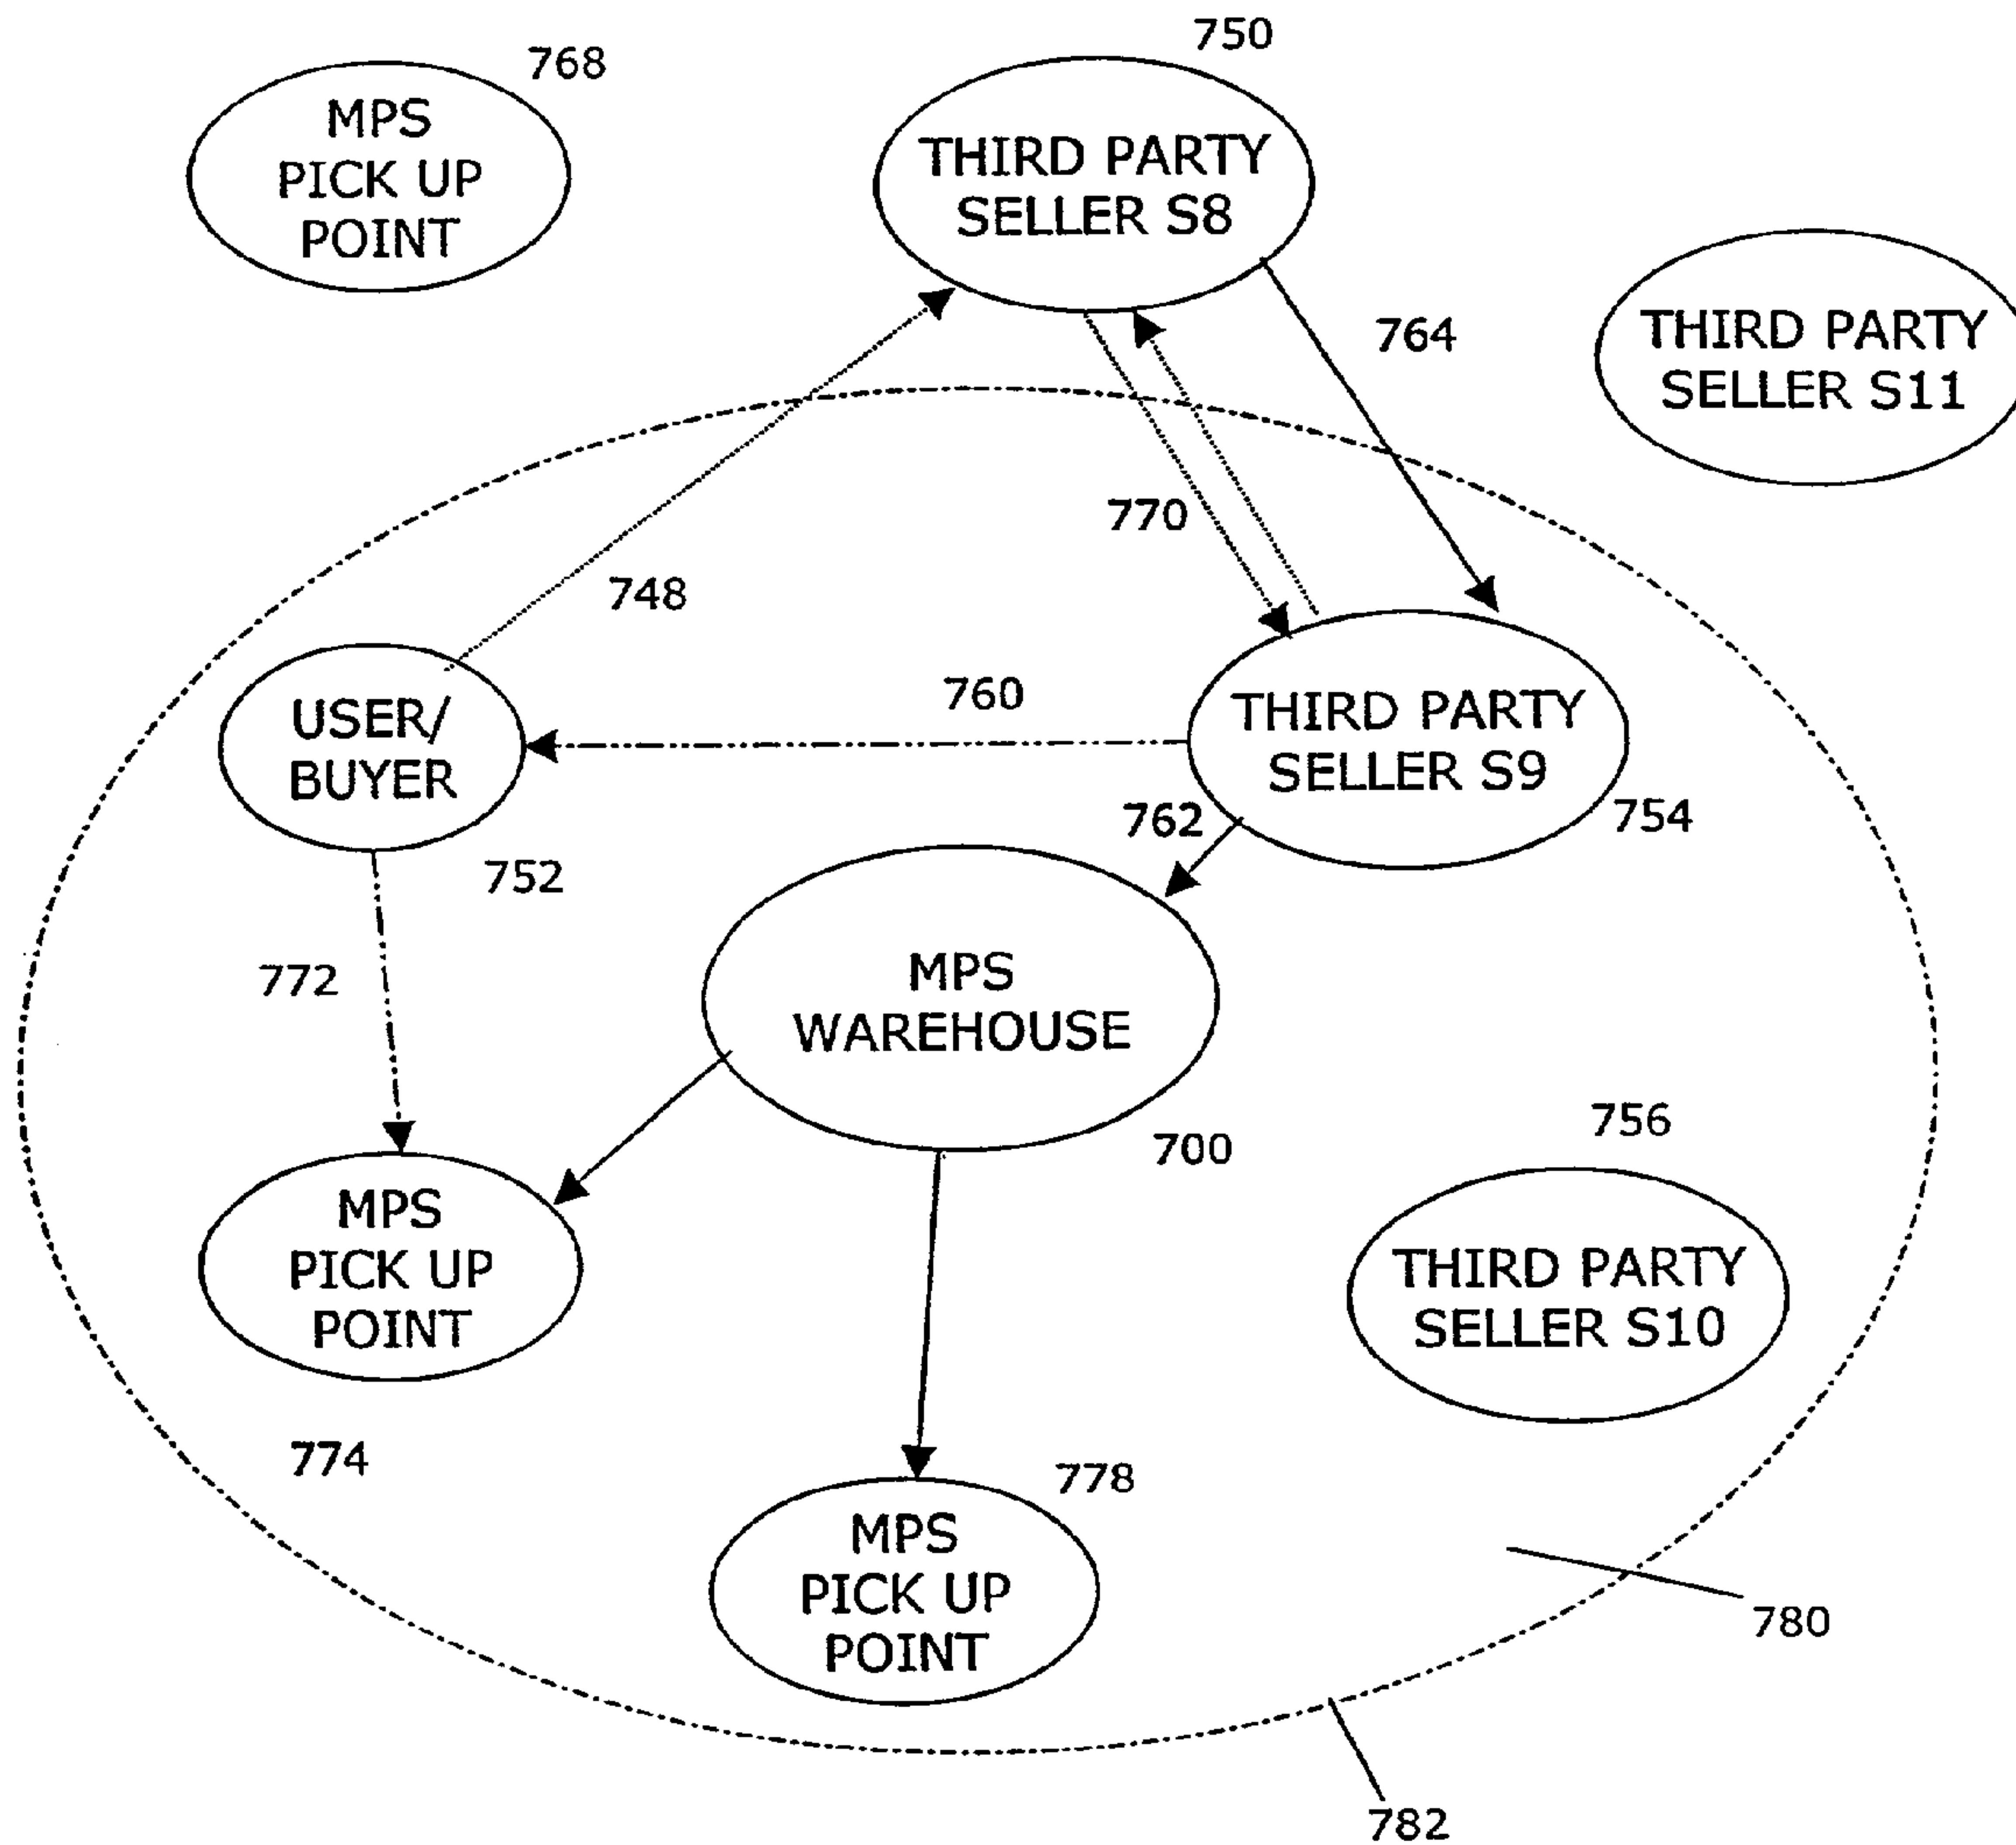 750
768
MPS
PICK UP
POINT
THIRD PARTY
SELLER S8
764
THIRD PARTY
SELLER S11
770
748
760
USER/
BUYER
THIRD PARTY
SELLER S9
762
754
752
772
MPS
WAREHOUSE
756
700
MPS
PICK UP
POINT
THIRD PARTY
SELLER S10
774
778
MPS
PICK UP
POINT
780
782